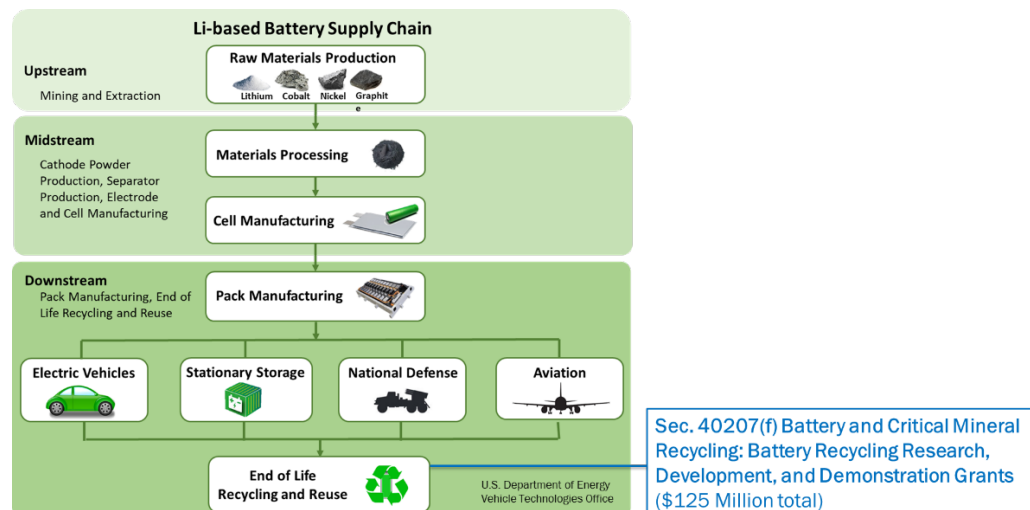 Li-based Battery Supply Chain
Upstream
Mining and Extraction
Raw Materials Production
Lithium Cobalt Nickel Graphit
e
Midstream
Cathode Powder
Production, Separator
Production, Electrode
and Cell Manufacturing
Materials Processing
Cell Manufacturing
Downstream
Pack Manufacturing, End of
Life Recycling and Reuse
Pack Manufacturing
Electric Vehicles
Stationary Storage
National Defense
Aviation
End of Life
Recycling and Reuse
U.S. Department of Energy
Vehicle Technologies Office
Sec. 40207(f) Battery and Critical Mineral
Recycling: Battery Recycling Research,
Development, and Demonstration Grants
($125 Million total)